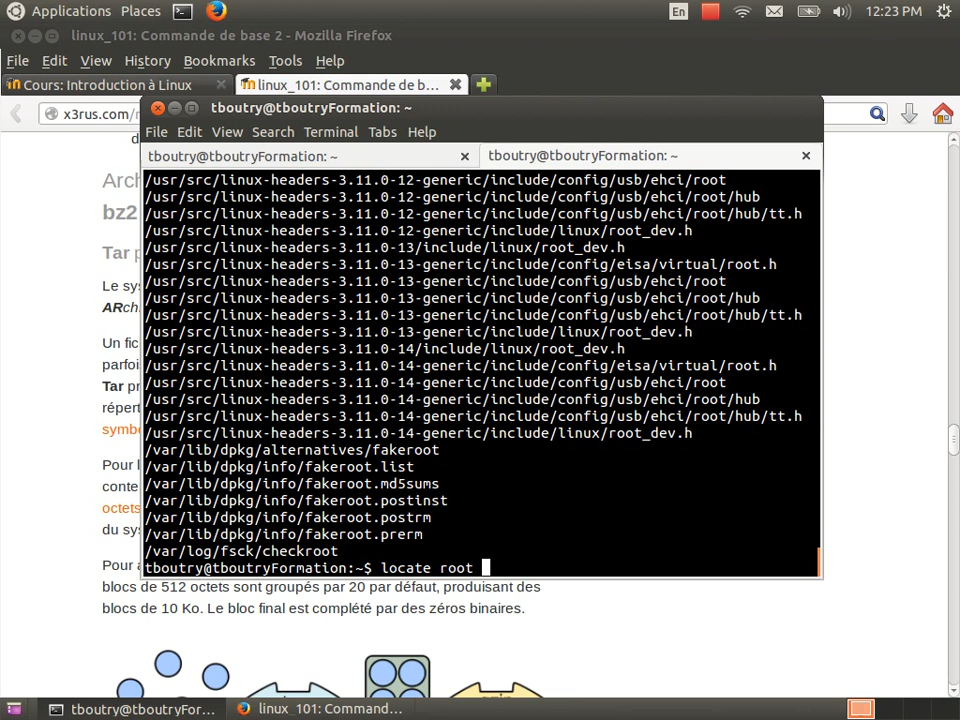 Applications Places En 12:23 PM
linux_101: Commande de base 2 - Mozilla Firefox
File Edit View History Bookmarks Tools Help
Cours: Introduction à Linux linux_101: Commande de b...
x3rus.com/
tboutry@tboutryFormation: ~
File Edit View Search Terminal Tabs Help
tboutry@tboutryFormation: ~ tboutry@tboutryFormation: ~
/usr/src/linux-headers-3.11.0-12-generic/include/config/usb/ehci/root
/usr/src/linux-headers-3.11.0-12-generic/include/config/usb/ehci/root/hub
/usr/src/linux-headers-3.11.0-12-generic/include/config/usb/ehci/root/hub/tt.h
/usr/src/linux-headers-3.11.0-12-generic/include/linux/root_dev.h
/usr/src/linux-headers-3.11.0-13/include/linux/root_dev.h
/usr/src/linux-headers-3.11.0-13-generic/include/config/eisa/virtual/root.h
/usr/src/linux-headers-3.11.0-13-generic/include/config/usb/ehci/root
/usr/src/linux-headers-3.11.0-13-generic/include/config/usb/ehci/root/hub
/usr/src/linux-headers-3.11.0-13-generic/include/config/usb/ehci/root/hub/tt.h
/usr/src/linux-headers-3.11.0-13-generic/include/linux/root_dev.h
/usr/src/linux-headers-3.11.0-14/include/linux/root_dev.h
/usr/src/linux-headers-3.11.0-14-generic/include/config/eisa/virtual/root.h
/usr/src/linux-headers-3.11.0-14-generic/include/config/usb/ehci/root
/usr/src/linux-headers-3.11.0-14-generic/include/config/usb/ehci/root/hub
/usr/src/linux-headers-3.11.0-14-generic/include/config/usb/ehci/root/hub/tt.h
/usr/src/linux-headers-3.11.0-14-generic/include/linux/root_dev.h
/var/lib/dpkg/alternatives/fakeroot
/var/lib/dpkg/info/fakeroot.list
/var/lib/dpkg/info/fakeroot.md5sums
/var/lib/dpkg/info/fakeroot.postinst
/var/lib/dpkg/info/fakeroot.postrm
/var/lib/dpkg/info/fakeroot.prerm
/var/log/fsck/checkroot
tboutry@tboutryFormation:~$ locate root
Arch
bz2
Tar p
Le sy
ARch
Un fic
parfoi
Tar pr
répert
symb
Pour l
conte
octets
du sy
Pour a
blocs de 512 octets sont groupés par 20 par défaut, produisant des
blocs de 10 Ko. Le bloc final est complété par des zéros binaires.
tboutry@tboutryFor... linux_101: Command...